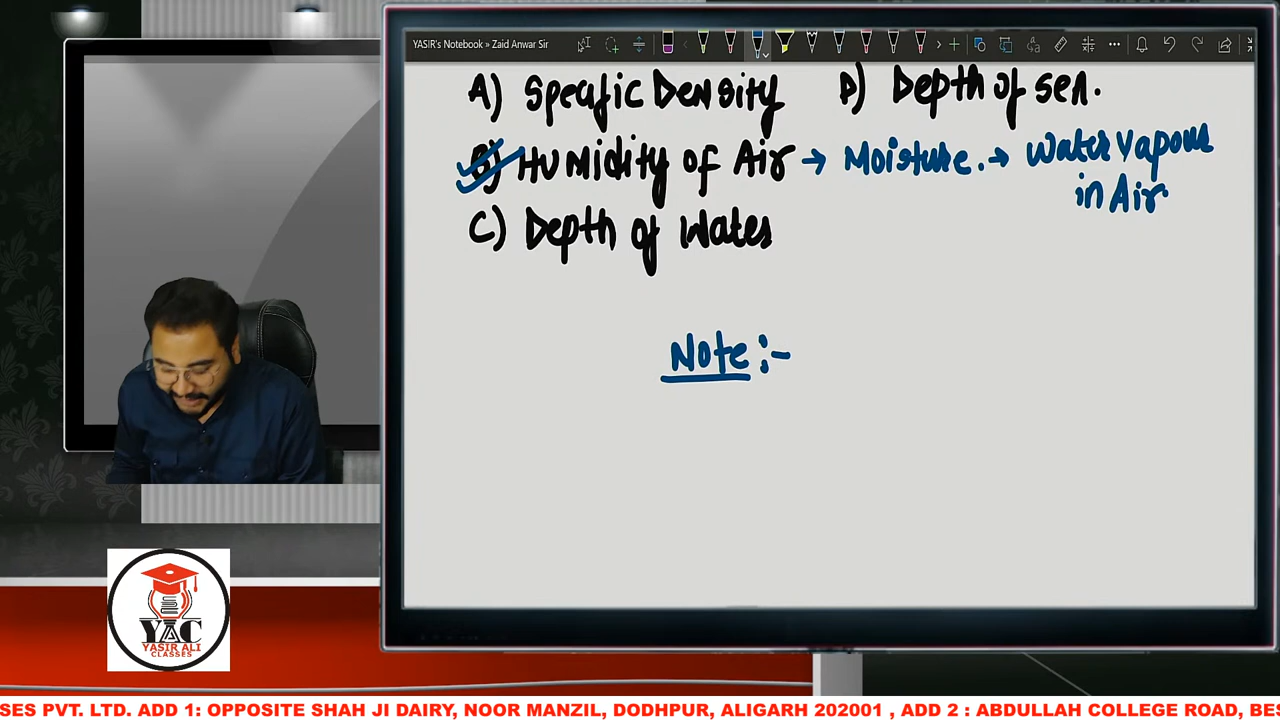 YASIR's Notebook » Zaid Anwar Sir
A) Specific Density D) Depth of sea.
B) Humidity of Air → Moisture. → Water Vapour
in Air
C) Depth of Water
Note :-
YAC
YASIR ALI
CLASSES
SES PVT. LTD. ADD 1: OPPOSITE SHAH JI DAIRY, NOOR MANZIL, DODHPUR, ALIGARH 202001 , ADD 2 : ABDULLAH COLLEGE ROAD, BES